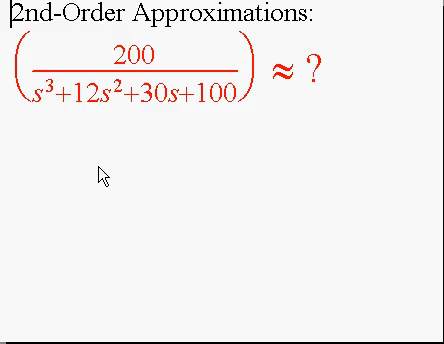 2nd-Order Approximations:
(200 / s³+12s²+30s+100) ≈ ?